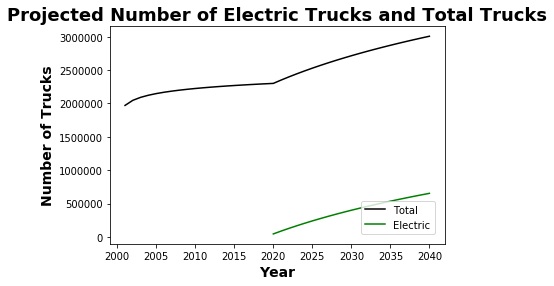 Projected Number of Electric Trucks and Total Trucks
Number of Trucks
3000000
2500000
2000000
1500000
1000000
500000
0
2000 2005 2010 2015 2020 2025 2030 2035 2040
Year
Total
Electric